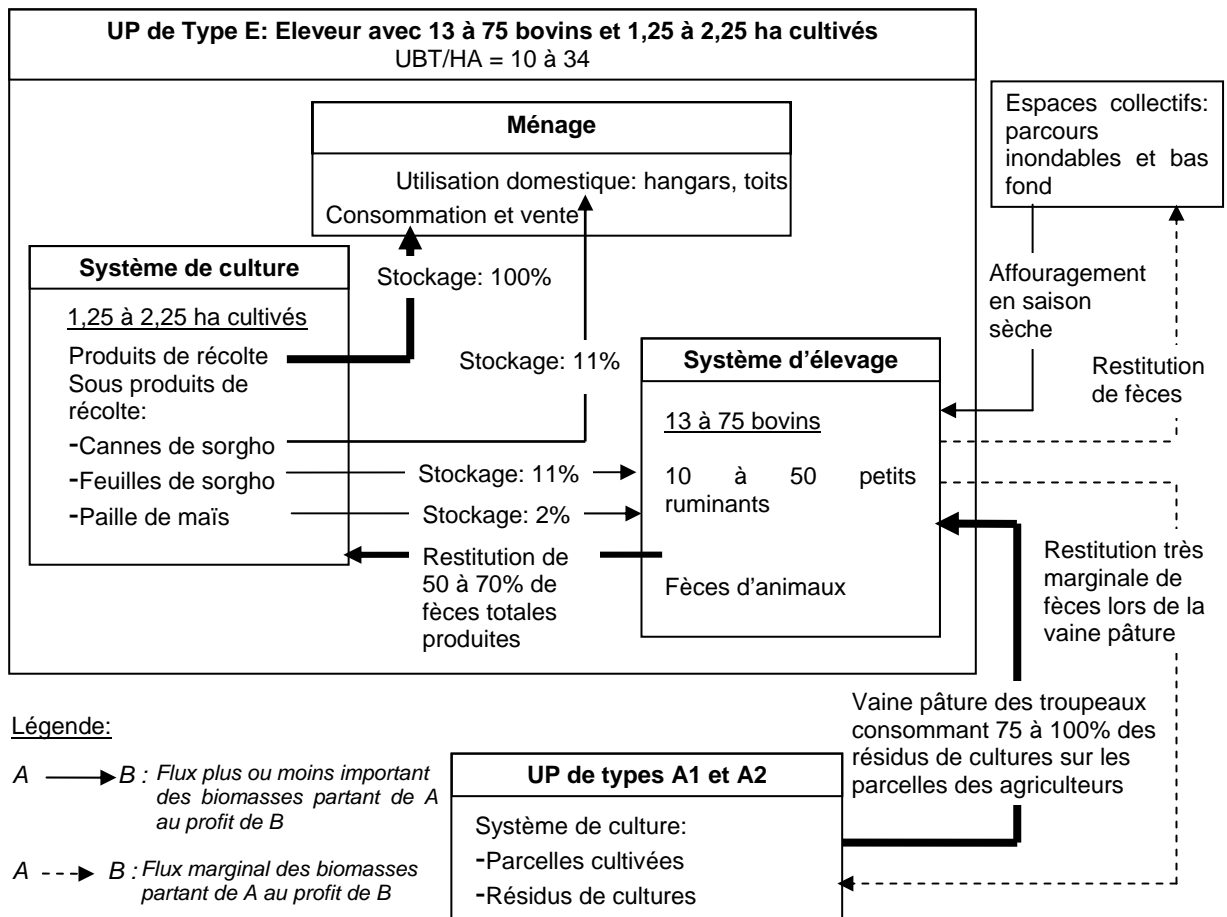 UP de Type E: Eleveur avec 13 à 75 bovins et 1,25 à 2,25 ha cultivés
UBT/HA = 10 à 34
Ménage
Utilisation domestique: hangars, toits
Consommation et vente
Espaces collectifs:
parcours
inondables et bas
fond
Système de culture
1,25 à 2,25 ha cultivés
Produits de récolte
Sous produits de
récolte:
-Cannes de sorgho
-Feuilles de sorgho
-Paille de maïs
Stockage: 100%
Stockage: 11%
Stockage: 11%
Stockage: 2%
Restitution de
50 à 70% de
fèces totales
produites
Système d'élevage
13 à 75 bovins
10 à 50 petits
ruminants
Fèces d'animaux
Affouragement
en saison
sèche
Restitution
de fèces
Restitution très
marginale de
fèces lors de la
vaine pâture
Vaine pâture des troupeaux
consommant 75 à 100% des
résidus de cultures sur les
parcelles des agriculteurs
Légende:
A B : Flux plus ou moins important
des biomasses partant de A
au profit de B
A B : Flux marginal des biomasses
partant de A au profit de B
UP de types A1 et A2
Système de culture:
-Parcelles cultivées
-Résidus de cultures